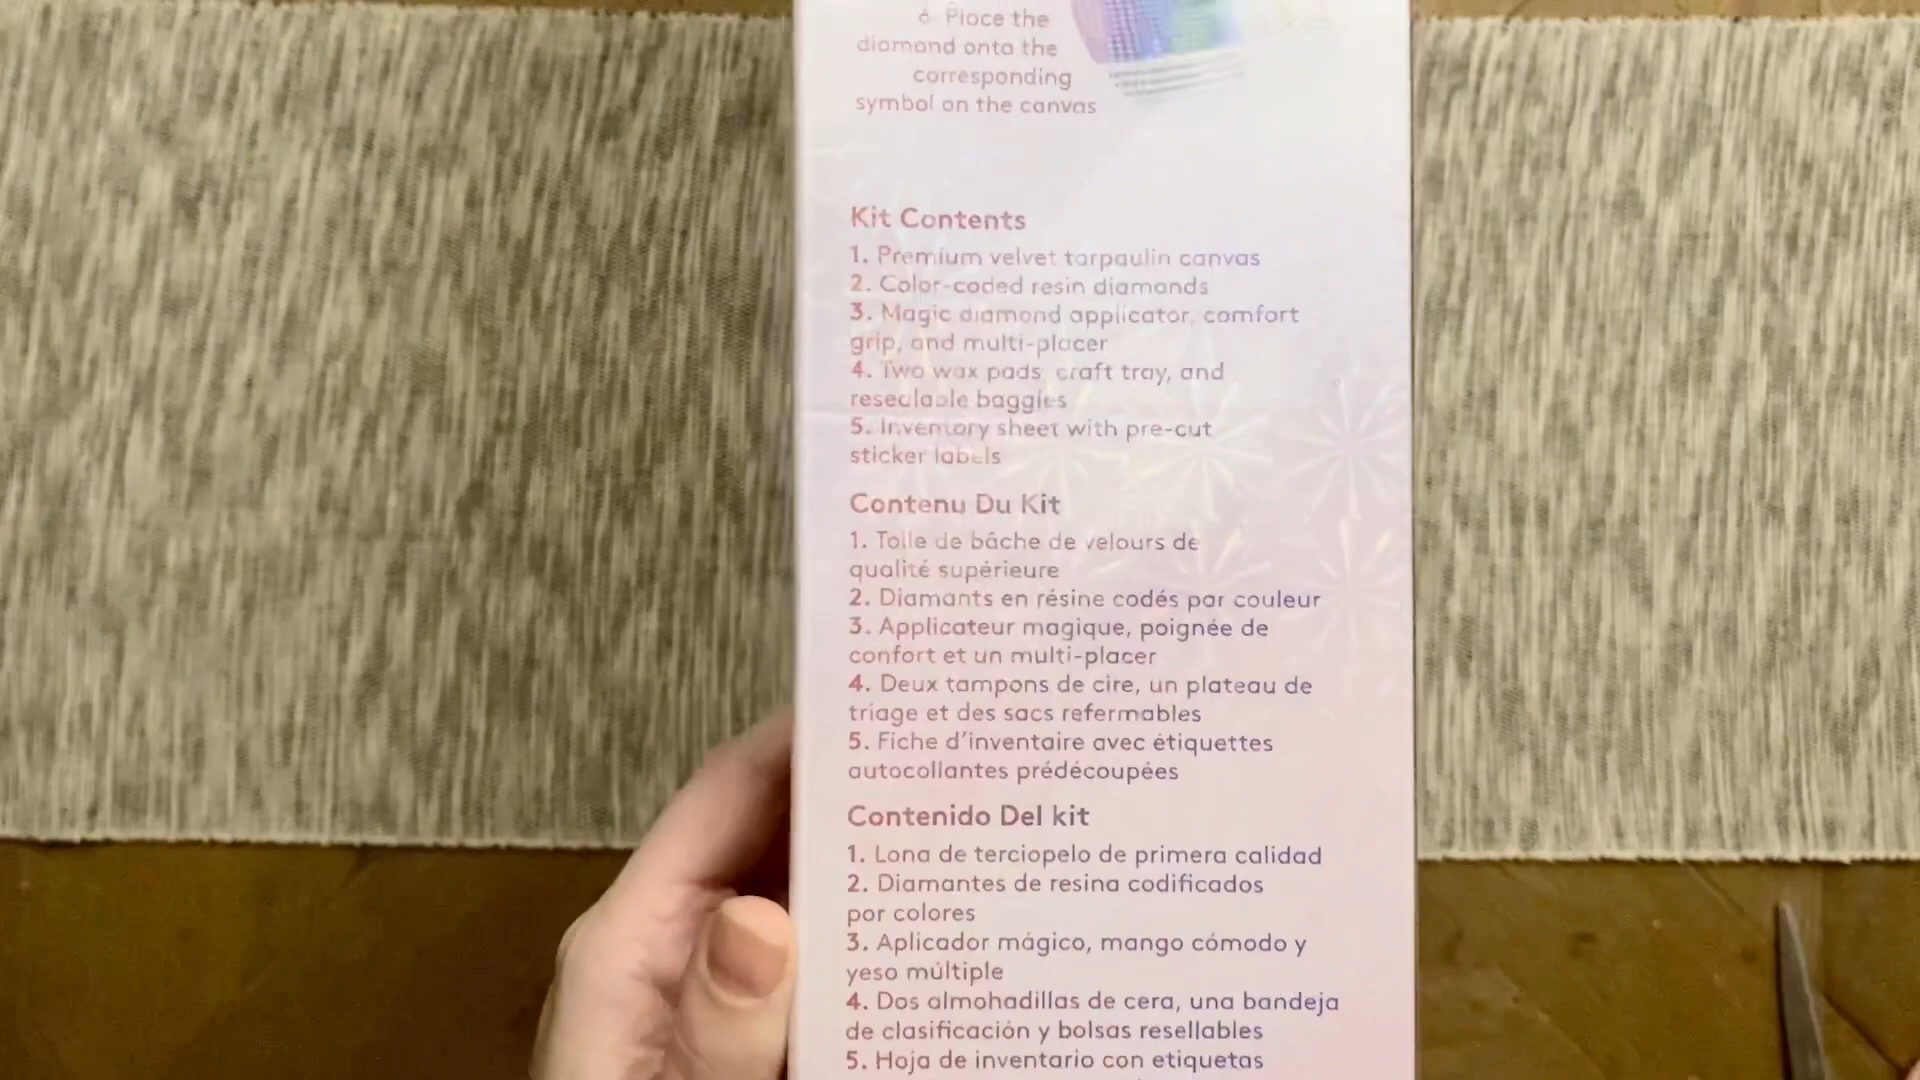 6. Place the
diamond onto the
corresponding
symbol on the canvas
Kit Contents
1. Premium velvet tarpaulin canvas
2. Color-coded resin diamonds
3. Magic diamond applicator, comfort
grip, and multi-placer
4. Two wax pads, craft tray, and
resealable baggies
5. Inventory sheet with pre-cut
sticker labels
Contenu Du Kit
1. Toile de bâche de velours de
qualité supérieure
2. Diamants en résine codés par couleur
3. Applicateur magique, poignée de
confort et un multi-placer
4. Deux tampons de cire, un plateau de
triage et des sacs refermables
5. Fiche d'inventaire avec étiquettes
autocollantes prédécoupées
Contenido Del kit
1. Lona de terciopelo de primera calidad
2. Diamantes de resina codificados
por colores
3. Aplicador mágico, mango cómodo y
yeso múltiple
4. Dos almohadillas de cera, una bandeja
de clasificación y bolsas resellables
5. Hoja de inventario con etiquetas